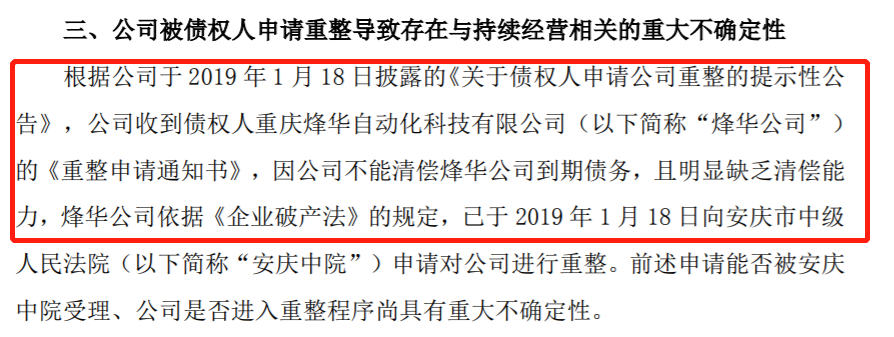 三、公司被债权人申请重整导致存在与持续经营相关的重大不确定性
根据公司于 2019 年 1 月 18 日披露的《关于债权人申请公司重整的提示性公
告》，公司收到债权人重庆烽华自动化科技有限公司（以下简称“烽华公司”）
的《重整申请通知书》，因公司不能清偿烽华公司到期债务，且明显缺乏清偿能
力，烽华公司依据《企业破产法》的规定，已于 2019 年 1 月 18 日向安庆市中级
人民法院（以下简称“安庆中院”）申请对公司进行重整。前述申请能否被安庆
中院受理、公司是否进入重整程序尚具有重大不确定性。